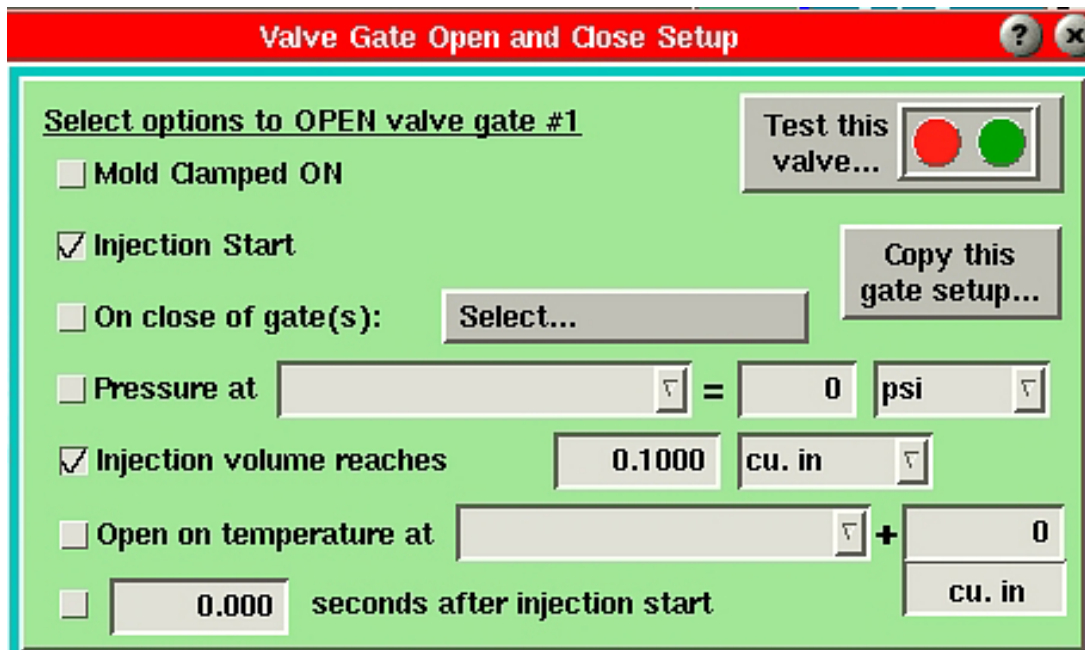 Valve Gate Open and Close Setup ? x
Select options to OPEN valve gate #1
Test this
valve...
Mold Clamped ON
Injection Start
Copy this
gate setup...
On close of gate(s): Select...
Pressure at = 0 psi
Injection volume reaches 0.1000 cu. in
Open on temperature at + 0
cu. in
0.000 seconds after injection start